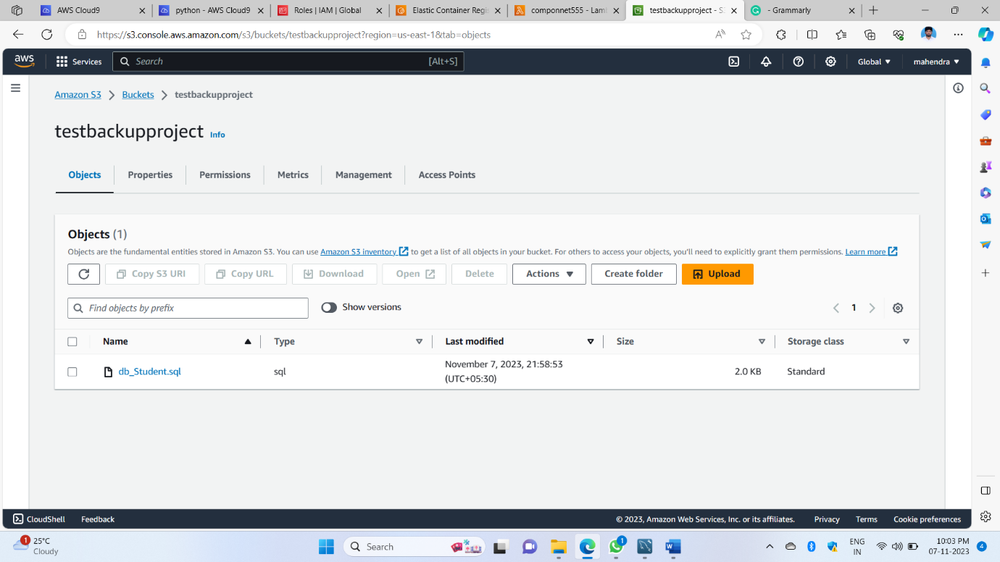 AWS Cloud9
python - AWS Cloud9
Roles | IAM | Global
Elastic Container Regis
componnet555 - Lam
testbackupproject - S
- Grammarly
https://s3.console.aws.amazon.com/s3/buckets/testbackupproject?region=us-east-1&tab=objects
aws
Services
Search
[Alt+S]
Global
mahendra
Amazon S3
Buckets
testbackupproject
testbackupproject Info
Objects
Properties
Permissions
Metrics
Management
Access Points
Objects (1)
Objects are the fundamental entities stored in Amazon S3. You can use Amazon S3 inventory to get a list of all objects in your bucket. For others to access your objects, you'll need to explicitly grant them permissions. Learn more
Copy S3 URI
Copy URL
Download
Open
Delete
Actions
Create folder
Upload
Find objects by prefix
Show versions
1
Name
Type
Last modified
Size
Storage class
db_Student.sql
sql
November 7, 2023, 21:58:53
(UTC+05:30)
2.0 KB
Standard
CloudShell
Feedback
© 2023, Amazon Web Services, Inc. or its affiliates.
Privacy
Terms
Cookie preferences
1
25°C
Cloudy
Search
1
ENG
IN
10:03 PM
07-11-2023
4